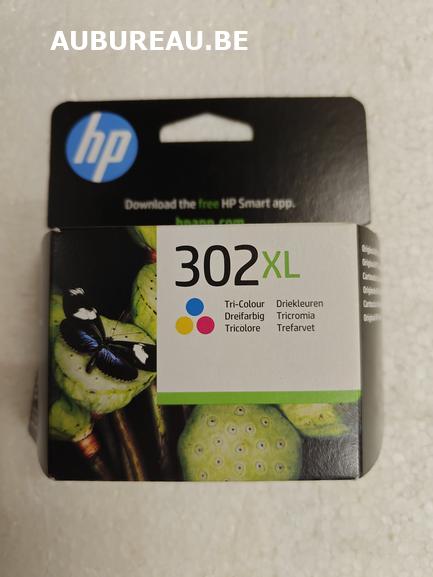 AUBUREAU.BE
hp
Download the free HP Smart app.
302XL
Tri-Colour Driekleuren
Dreifarbig Tricromia
Tricolore Trefarvet